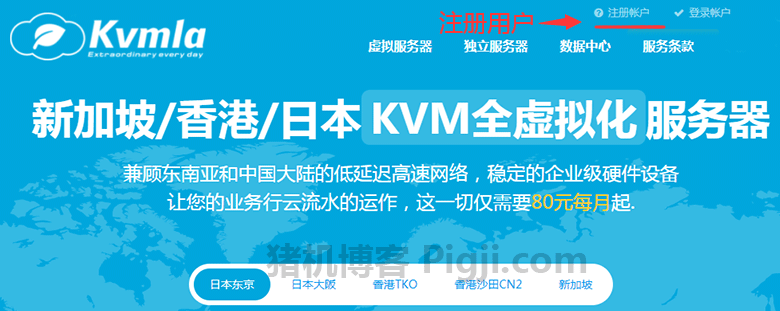 Kvmla
Extraordinary every day
注册用户
注册帐户
登录帐户
虚拟服务器
独立服务器
数据中心
服务条款
新加坡/香港/日本 KVM全虚拟化 服务器
兼顾东南亚和中国大陆的低延迟高速网络，稳定的企业级硬件设备
让您的业务行云流水的运作，这一切仅需要80元每月起.
猪机博客 Pigji.com
日本东京
日本大阪
香港TKO
香港沙田CN2
新加坡